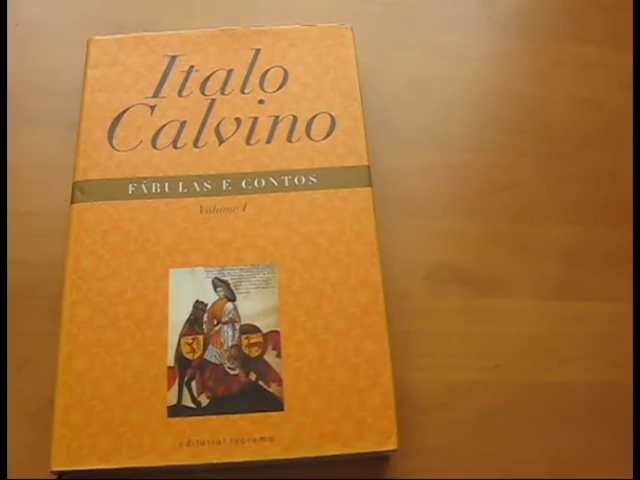 Italo
Calvino
FÁBULAS E CONTOS
Volume I
editorial teorema